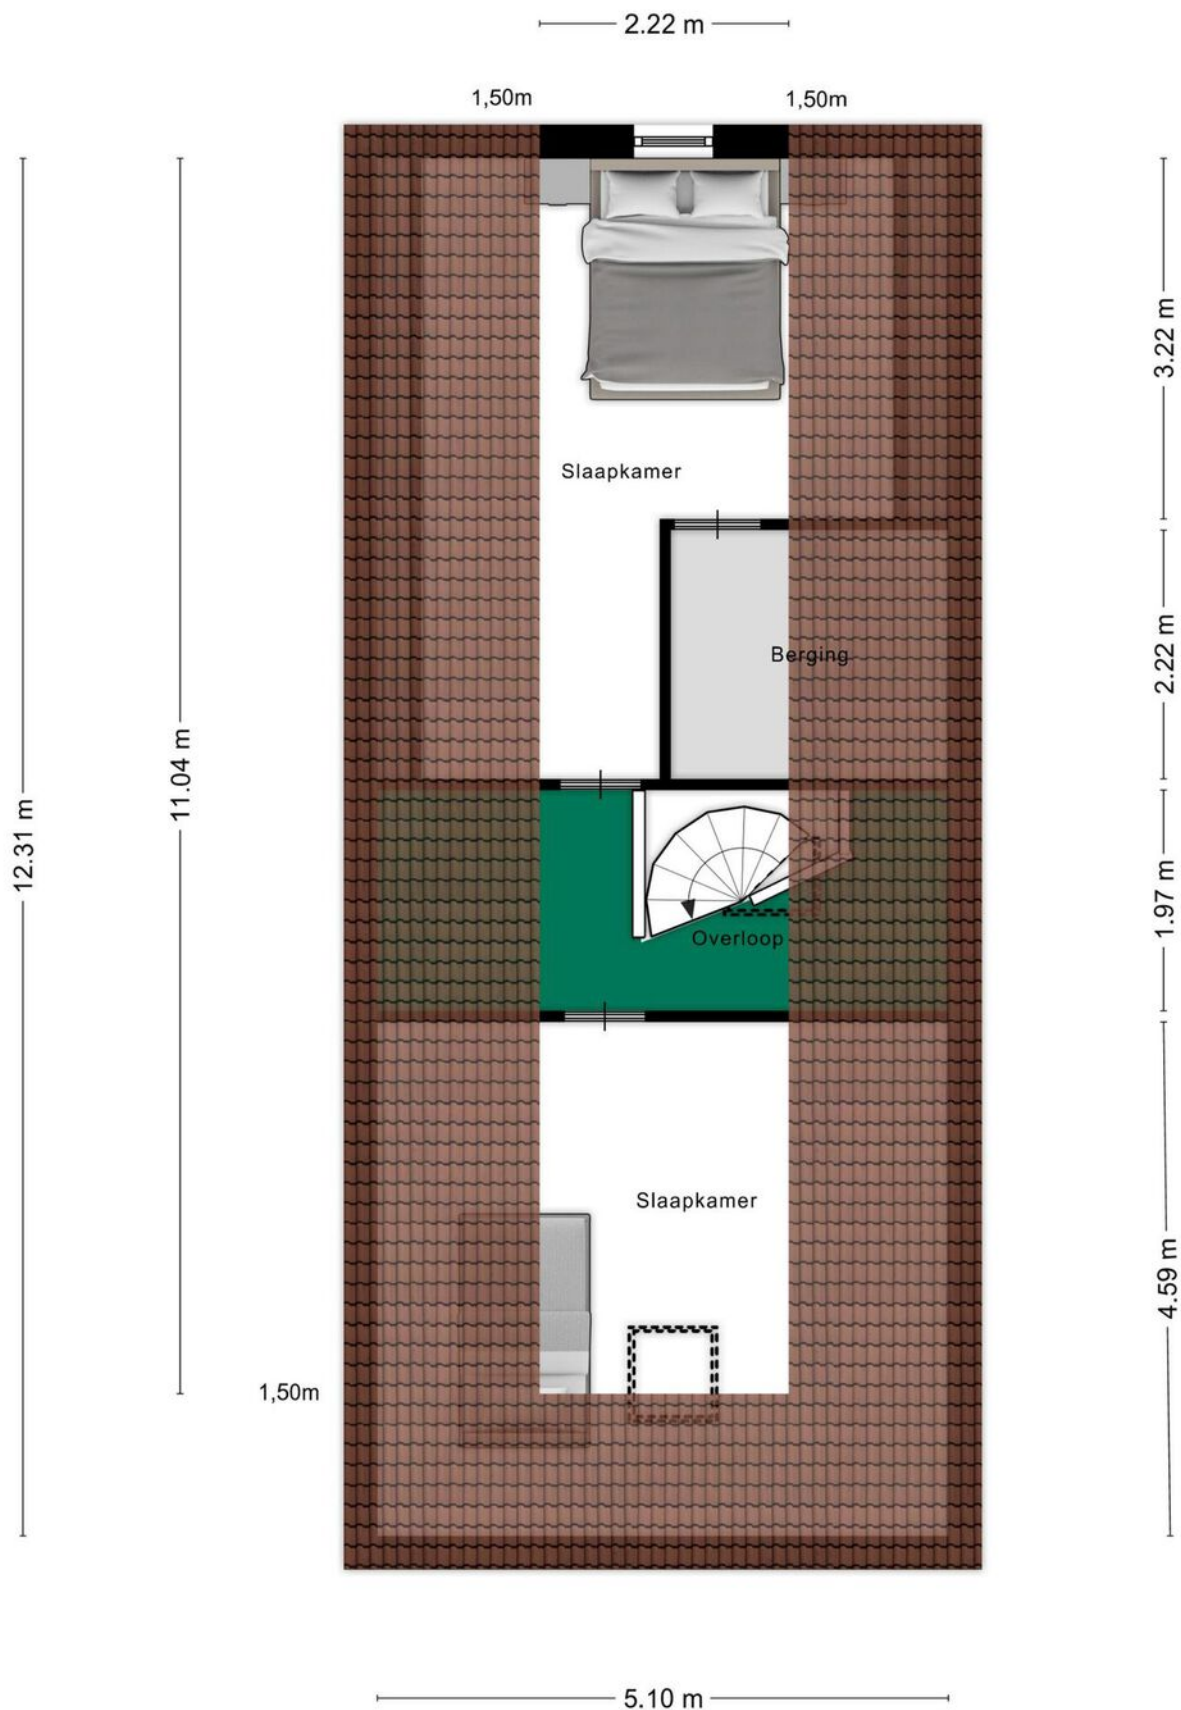 2.22 m
1,50m
1,50m
3.22 m
Slaapkamer
2.22 m
Berging
11.04 m
12.31 m
1.97 m
Overloop
Slaapkamer
4.59 m
1,50m
5.10 m